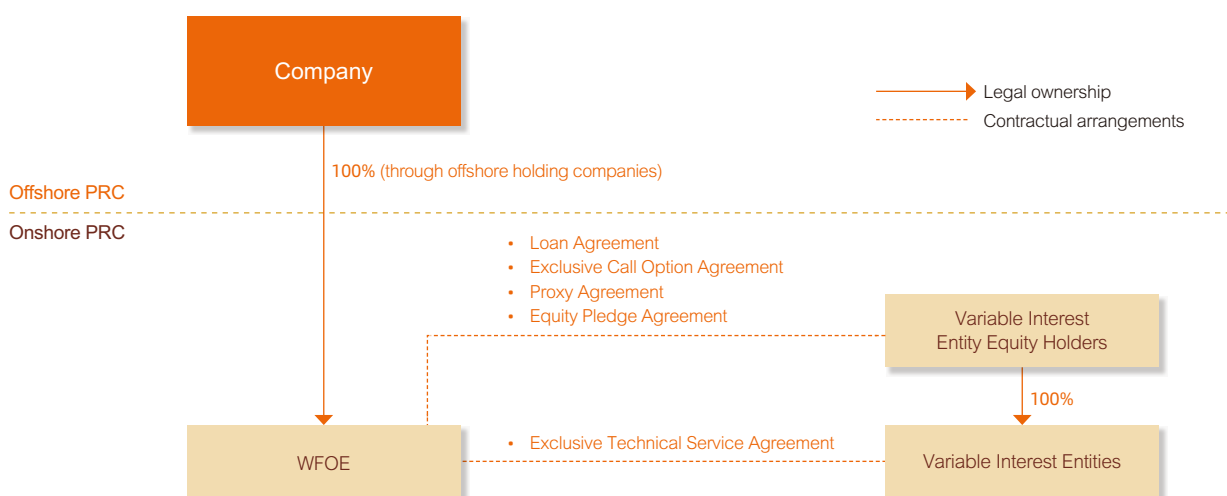 Company
Legal ownership
Contractual arrangements
100% (through offshore holding companies)
Offshore PRC
Onshore PRC
• Loan Agreement
• Exclusive Call Option Agreement
• Proxy Agreement
• Equity Pledge Agreement
Variable Interest
Entity Equity Holders
100%
WFOE
• Exclusive Technical Service Agreement
Variable Interest Entities